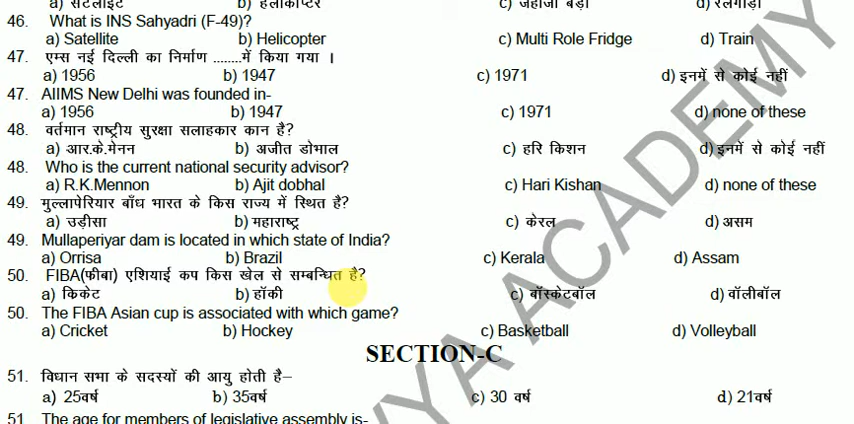 a) सैटेलाइट b) हेलीकॉप्टर c) जहाजी बेड़ा d) रेलगाड़ी
46. What is INS Sahyadri (F-49)?
a) Satellite b) Helicopter c) Multi Role Fridge d) Train
47. एम्स नई दिल्ली का निर्माण ........में किया गया ।
a) 1956 b) 1947 c) 1971 d) इनमें से कोई नहीं
47. AIIMS New Delhi was founded in-
a) 1956 b) 1947 c) 1971 d) none of these
48. वर्तमान राष्ट्रीय सुरक्षा सलाहकार कान है?
a) आर.के.मेनन b) अजीत डोभाल c) हरि किशन d) इनमें से कोई नहीं
48. Who is the current national security advisor?
a) R.K.Mennon b) Ajit dobhal c) Hari Kishan d) none of these
49. मुल्लापेरियार बाँध भारत के किस राज्य में स्थित है?
a) उड़ीसा b) महाराष्ट्र c) केरल d) असम
49. Mullaperiyar dam is located in which state of India?
a) Orrisa b) Brazil c) Kerala d) Assam
50. FIBA(फीबा) एशियाई कप किस खेल से सम्बन्धित है?
a) क्रिकेट b) हॉकी c) बॉस्केटबॉल d) वॉलीबॉल
50. The FIBA Asian cup is associated with which game?
a) Cricket b) Hockey c) Basketball d) Volleyball
SECTION-C
51. विधान सभा के सदस्यों की आयु होती है–
a) 25वर्ष b) 35वर्ष c) 30 वर्ष d) 21वर्ष
51. The age for members of legislative assembly is-
VYA ACADEMY